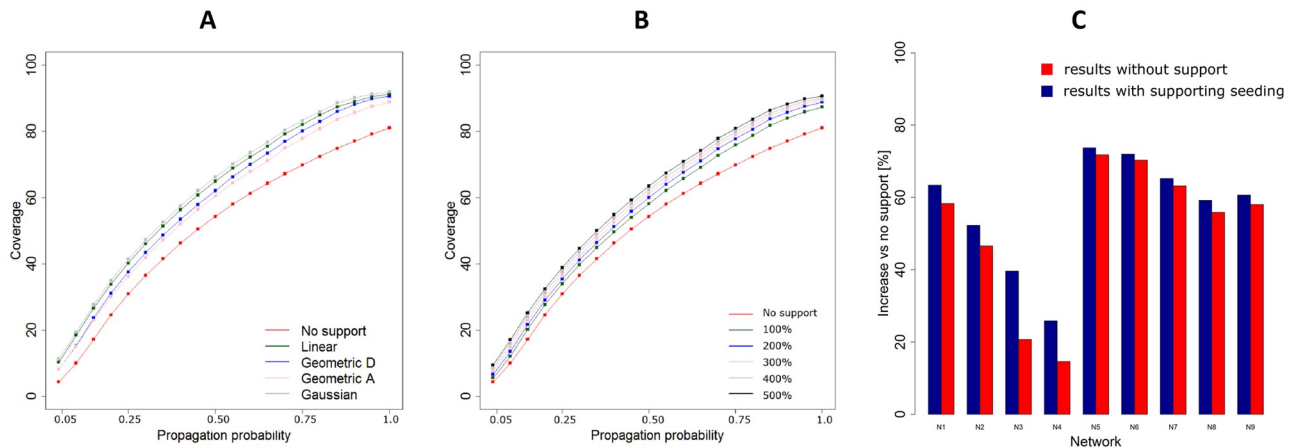 A
100
80
60
40
20
0
Coverage
0.05 0.25 0.50 0.75 1.0
Propagation probability
No support
Linear
Geometric D
Geometric A
Gaussian
B
100
80
60
40
20
0
Coverage
0.05 0.25 0.50 0.75 1.0
Propagation probability
No support
100%
200%
300%
400%
500%
C
100
80
60
40
20
0
Increase vs no support [%]
results without support
results with supporting seeding
N1 N2 N3 N4 N5 N6 N7 N8 N9
Network